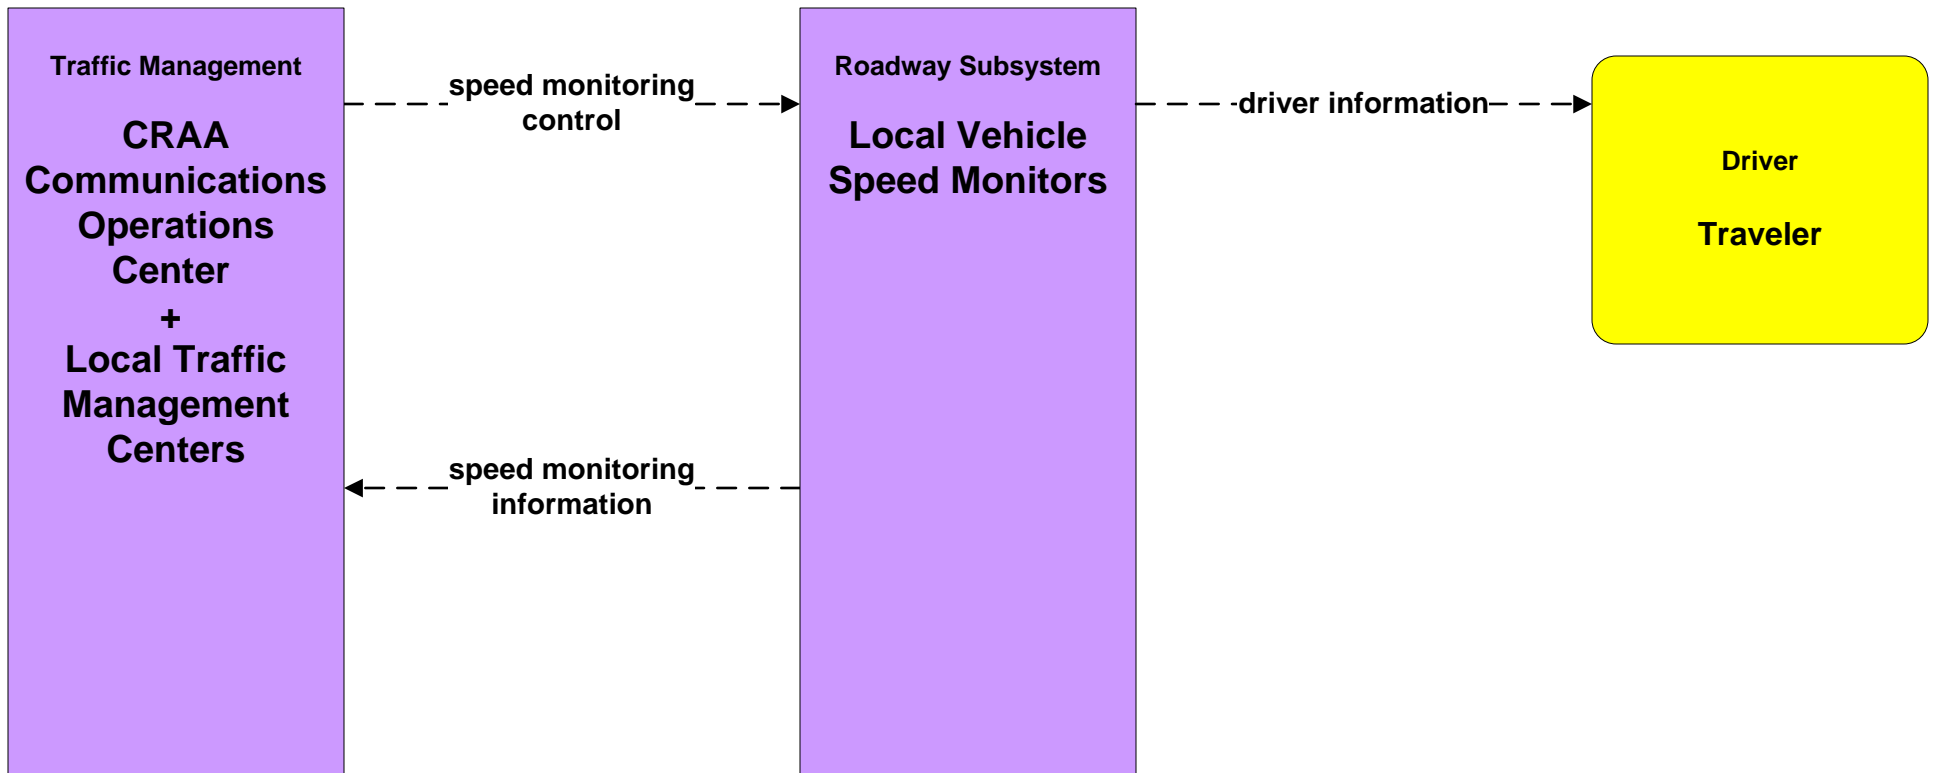 Traffic Management
CRAA
Communications
Operations
Center
+
Local Traffic
Management
Centers
speed monitoring
control
speed monitoring
information
Roadway Subsystem
Local Vehicle
Speed Monitors
driver information
Driver
Traveler